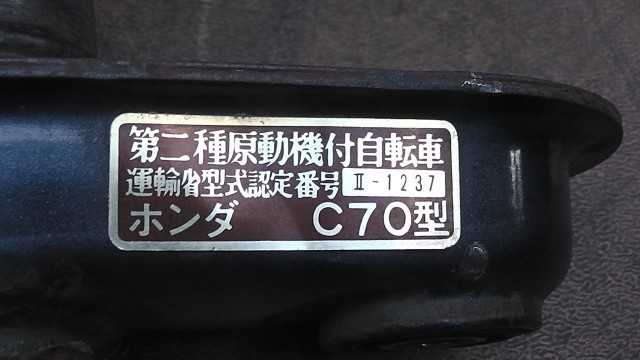 第二種原動機付自転車
運輸省型式認定番号 Ⅱ-1237
ホンダ C70型